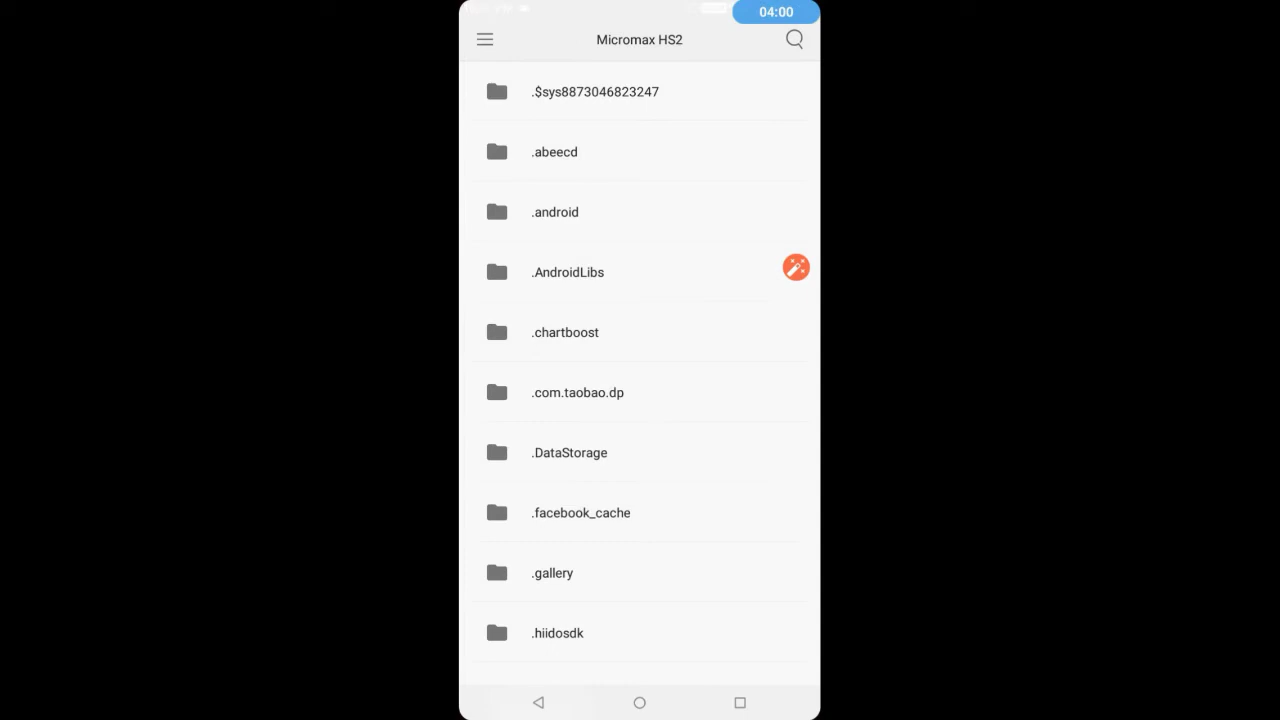 04:00
Micromax HS2
.$sys8873046823247
.abeecd
.android
.AndroidLibs
.chartboost
.com.taobao.dp
.DataStorage
.facebook_cache
.gallery
.hiidosdk